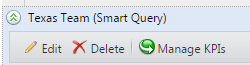 Texas Team (Smart Query)
Edit Delete Manage KPIs